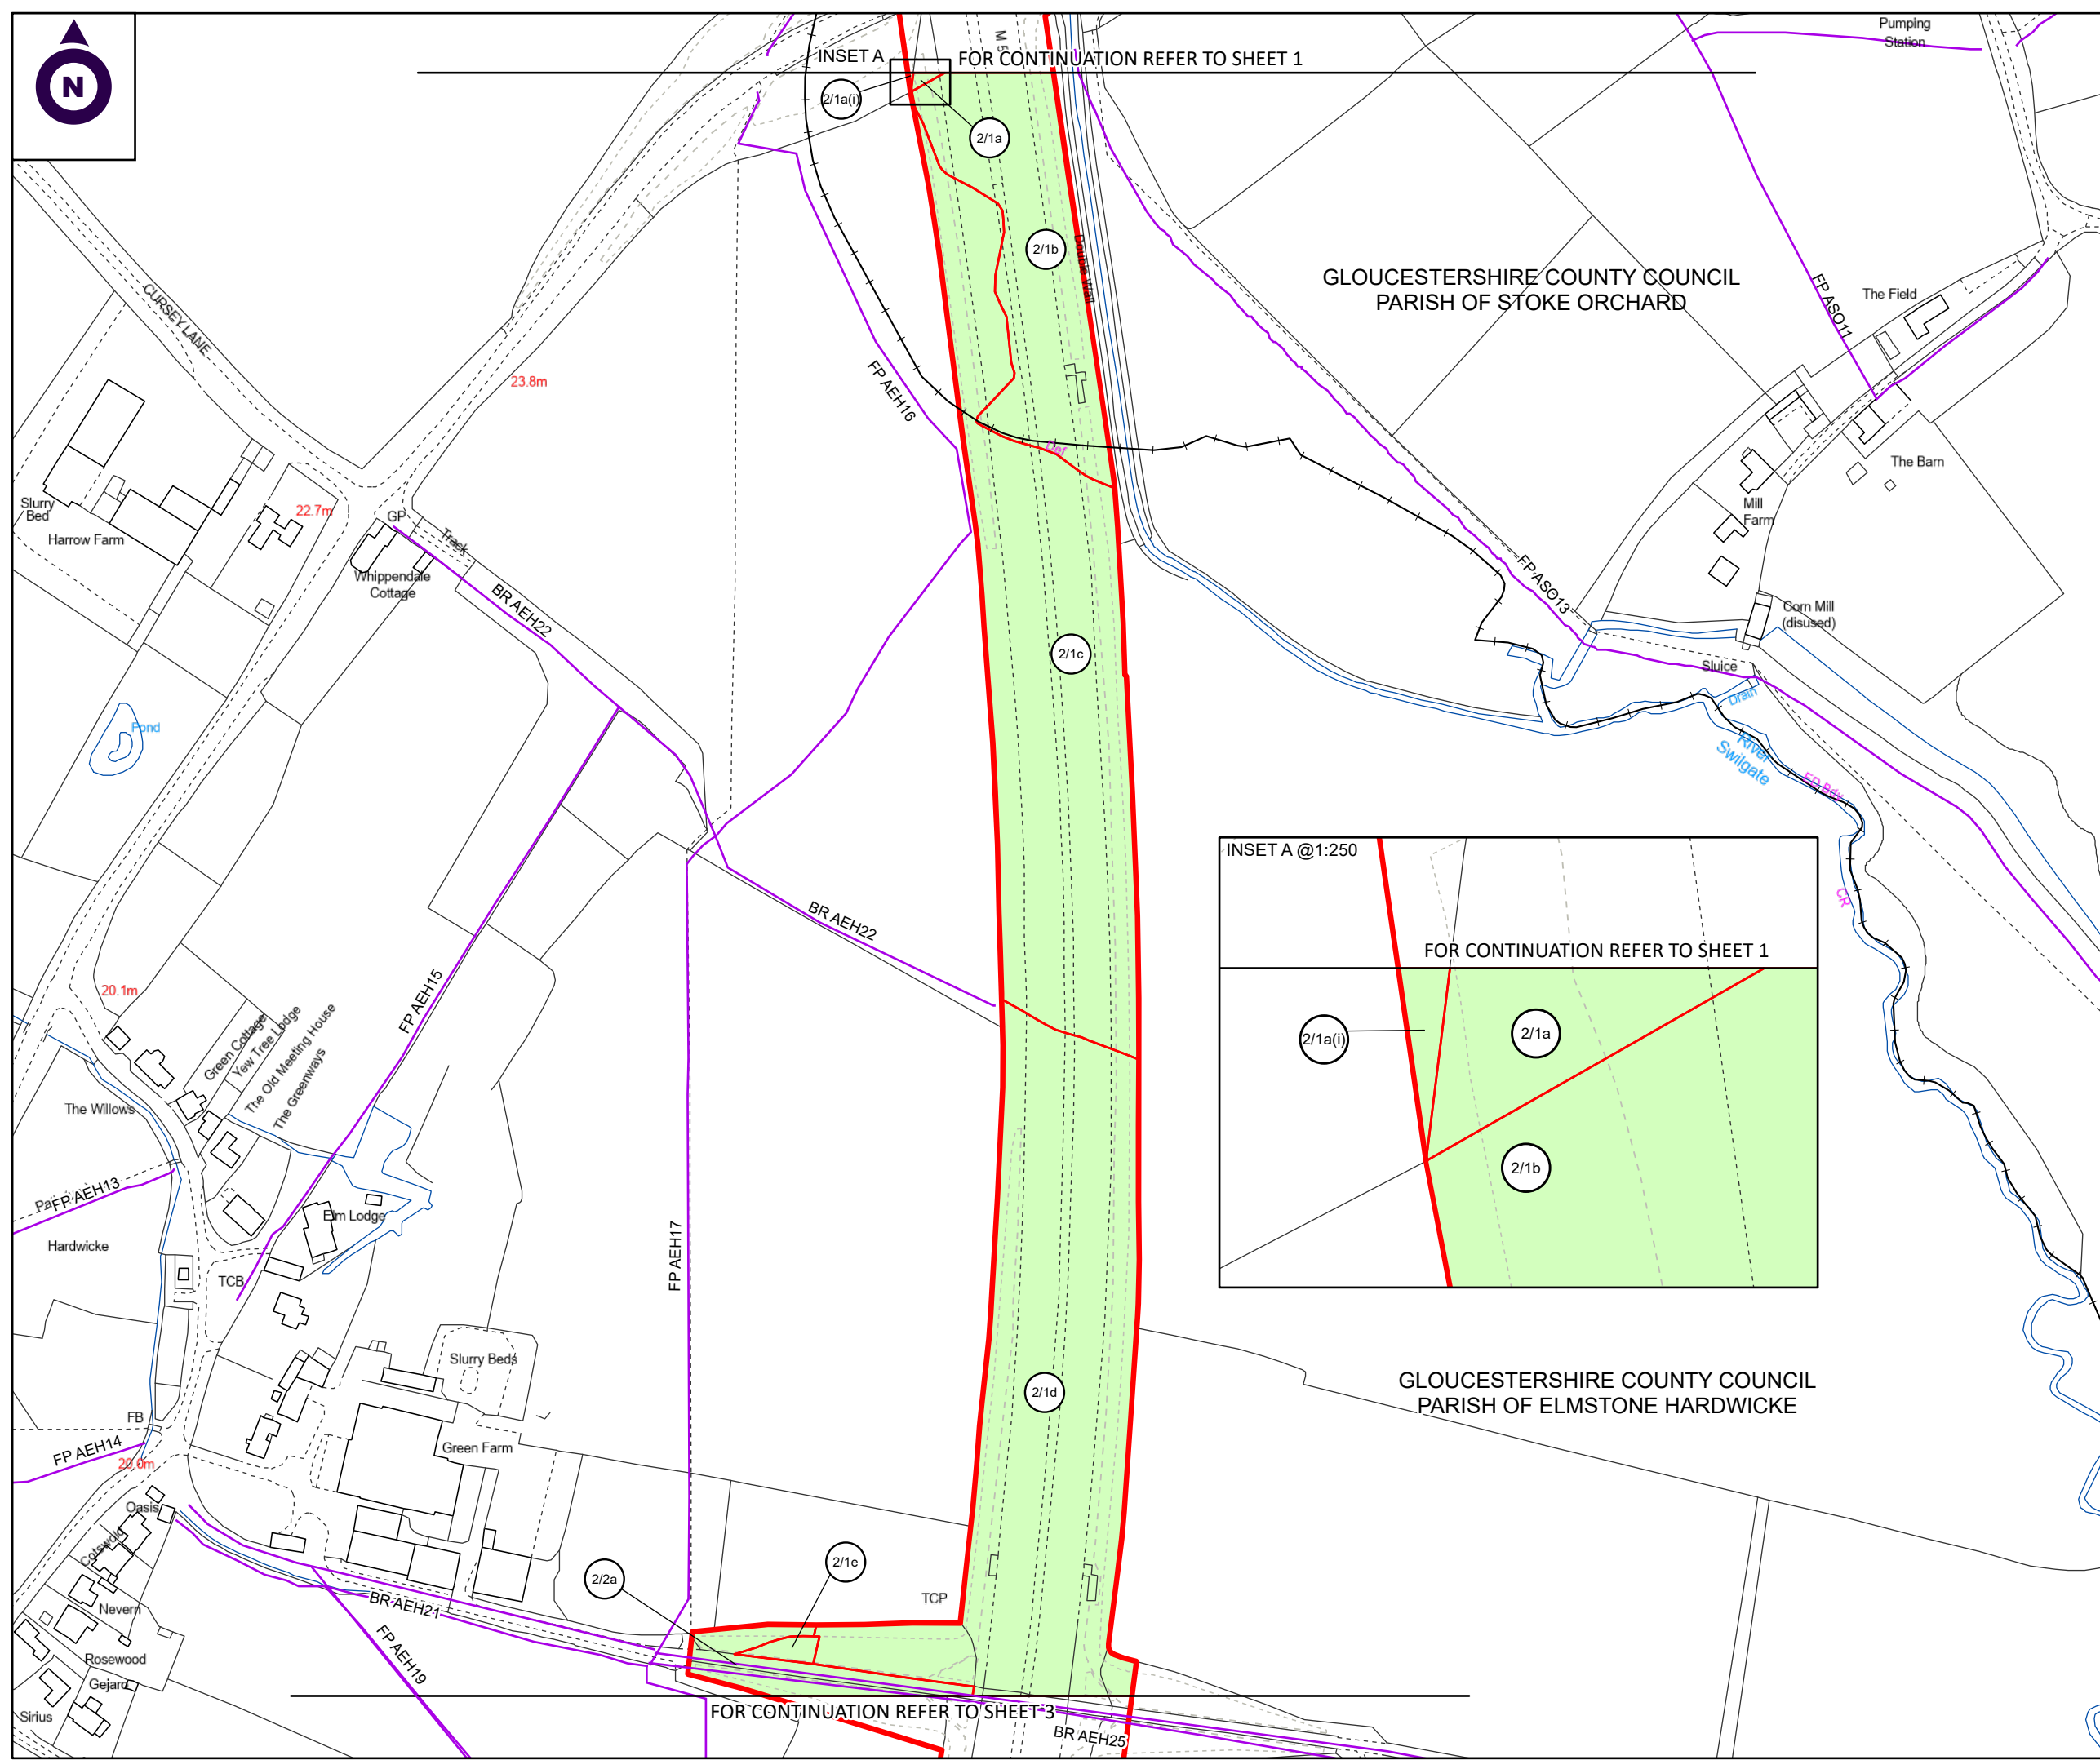 N
INSET A
FOR CONTINUATION REFER TO SHEET 1
M 5
2/1a(i)
2/1a
2/1b
Double Wall
Pumping
Station
GLOUCESTERSHIRE COUNTY COUNCIL
PARISH OF STOKE ORCHARD
FP ASO11
The Field
The Barn
Mill
Farm
Corn Mill
(disused)
Sluice
Drain
River
Swilgate
ED Bdy
CR
FP ASO13
CURSEY LANE
23.8m
22.7m
FP AEH16
Def
Slurry
Bed
Harrow Farm
GP
Track
Whippendale
Cottage
BR AEH22
2/1c
Pond
BR AEH22
FP AEH15
20.1m
Green Cottage
Yew Tree Lodge
The Old Meeting House
The Greenways
The Willows
FP AEH13
Hardwicke
Elm Lodge
TCB
FP AEH17
INSET A @1:250
FOR CONTINUATION REFER TO SHEET 1
2/1a(i)
2/1a
2/1b
2/1d
GLOUCESTERSHIRE COUNTY COUNCIL
PARISH OF ELMSTONE HARDWICKE
Slurry Beds
FB
FP AEH14
20.0m
Green Farm
Oasis
Cotswold
Nevern
Rosewood
Gejard
Sirius
BR AEH21
FP AEH19
2/2a
2/1e
TCP
FOR CONTINUATION REFER TO SHEET 3
BR AEH25